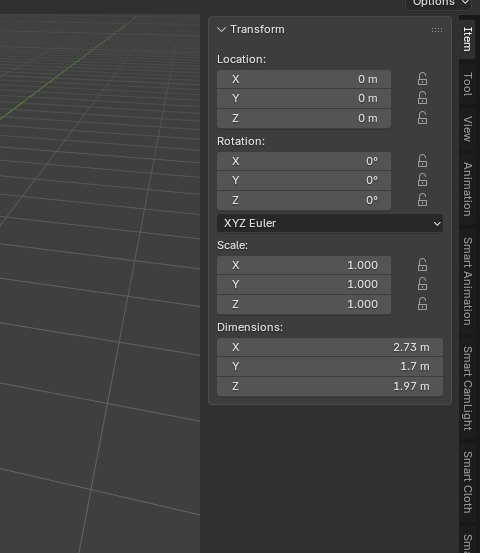 Options
Transform
Location:
X 0 m
Y 0 m
Z 0 m
Rotation:
X 0°
Y 0°
Z 0°
XYZ Euler
Scale:
X 1.000
Y 1.000
Z 1.000
Dimensions:
X 2.73 m
Y 1.7 m
Z 1.97 m
Item
Tool
View
Animation
Smart Animation
Smart CamLight
Smart Cloth
Sma